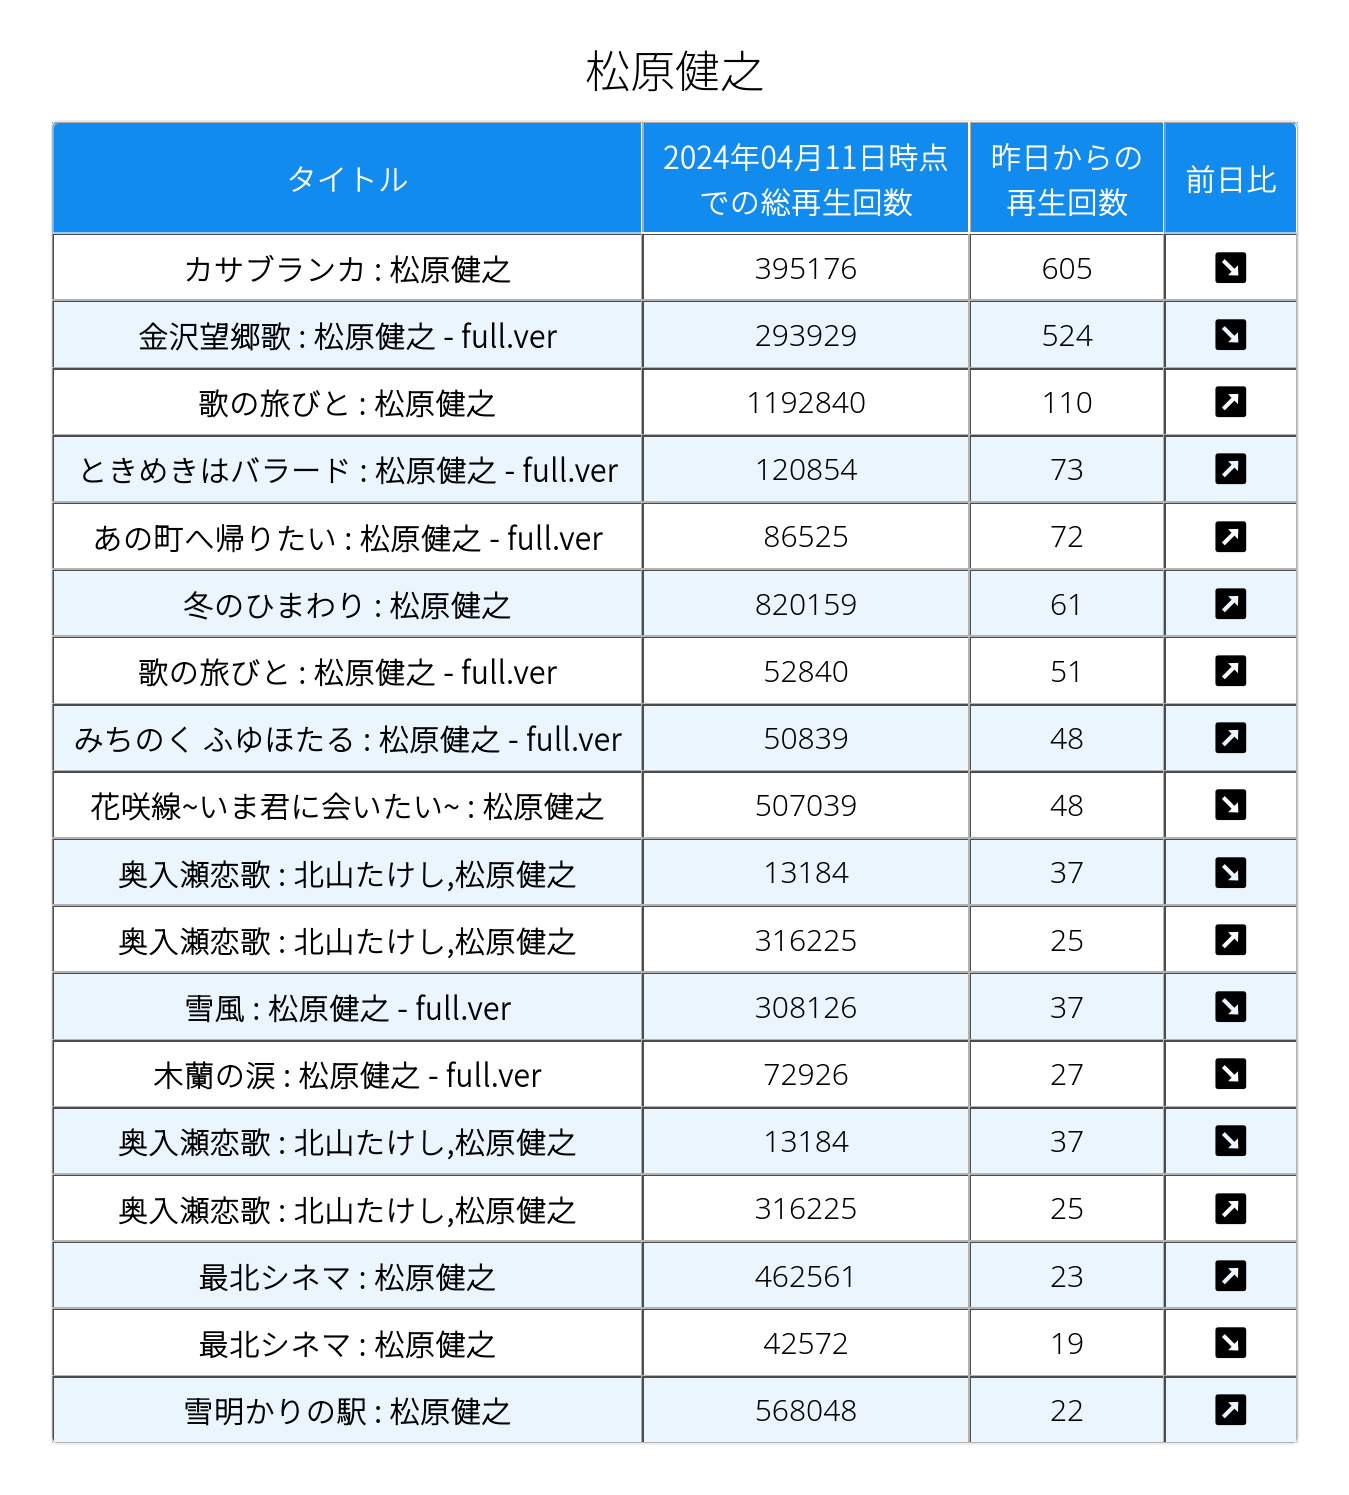 松原健之
タイトル
2024年04月11日時点
での総再生回数
昨日からの
再生回数
前日比
カサブランカ : 松原健之 395176 605 ↘
金沢望郷歌 : 松原健之 - full.ver 293929 524 ↘
歌の旅びと : 松原健之 1192840 110 ↗
ときめきはバラード : 松原健之 - full.ver 120854 73 ↗
あの町へ帰りたい : 松原健之 - full.ver 86525 72 ↗
冬のひまわり : 松原健之 820159 61 ↗
歌の旅びと : 松原健之 - full.ver 52840 51 ↗
みちのく ふゆほたる : 松原健之 - full.ver 50839 48 ↗
花咲線~いま君に会いたい~ : 松原健之 507039 48 ↘
奥入瀬恋歌 : 北山たけし,松原健之 13184 37 ↘
奥入瀬恋歌 : 北山たけし,松原健之 316225 25 ↗
雪風 : 松原健之 - full.ver 308126 37 ↘
木蘭の涙 : 松原健之 - full.ver 72926 27 ↘
奥入瀬恋歌 : 北山たけし,松原健之 13184 37 ↘
奥入瀬恋歌 : 北山たけし,松原健之 316225 25 ↗
最北シネマ : 松原健之 462561 23 ↗
最北シネマ : 松原健之 42572 19 ↘
雪明かりの駅 : 松原健之 568048 22 ↗